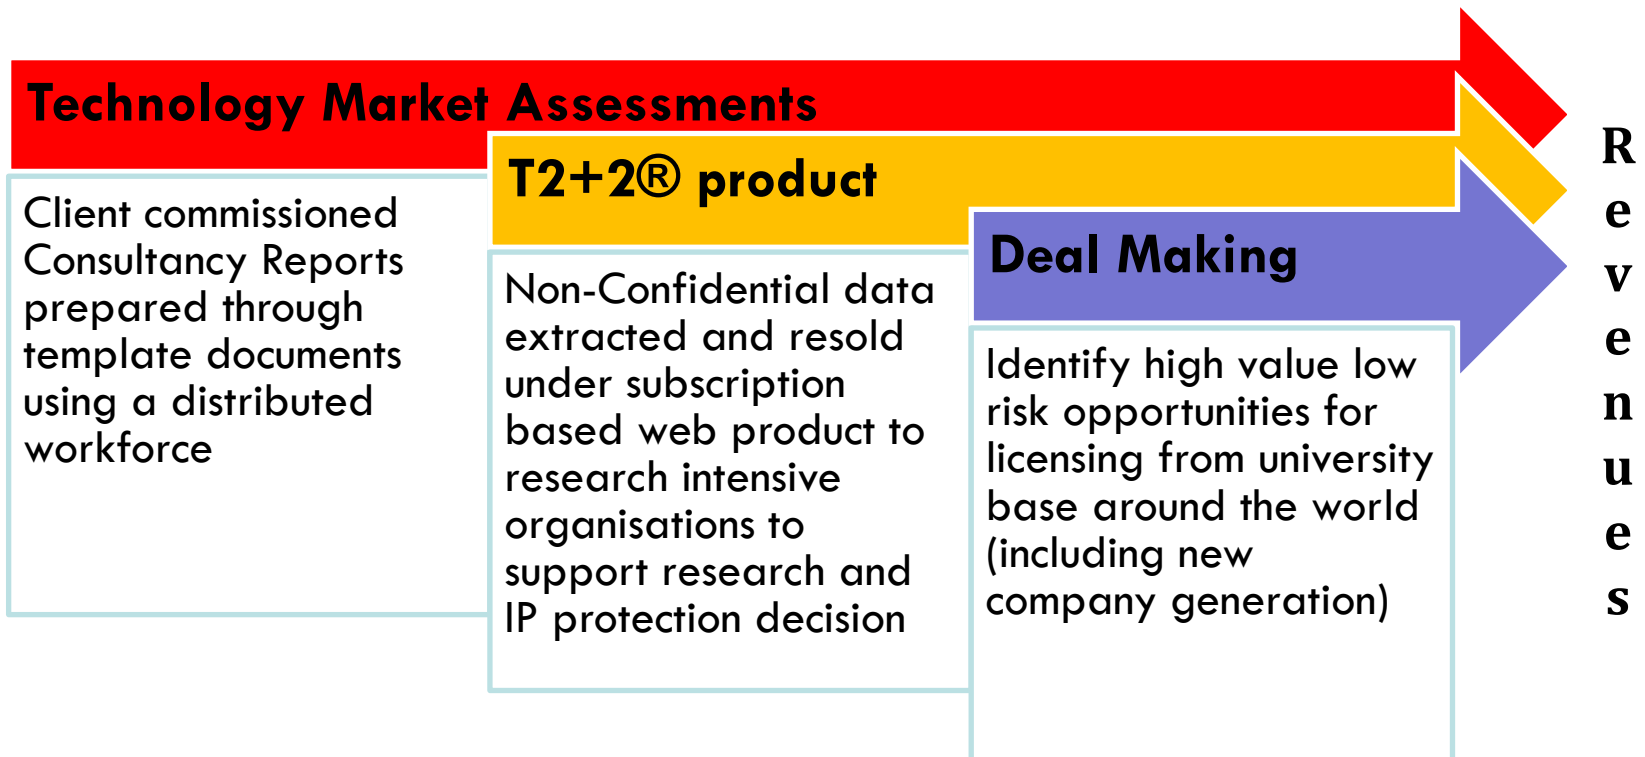 Technology Market Assessments
Client commissioned
Consultancy Reports
prepared through
template documents
using a distributed
workforce
T2+2® product
Non-Confidential data
extracted and resold
under subscription
based web product to
research intensive
organisations to
support research and
IP protection decision
Deal Making
Identify high value low
risk opportunities for
licensing from university
base around the world
(including new
company generation)
Revenues